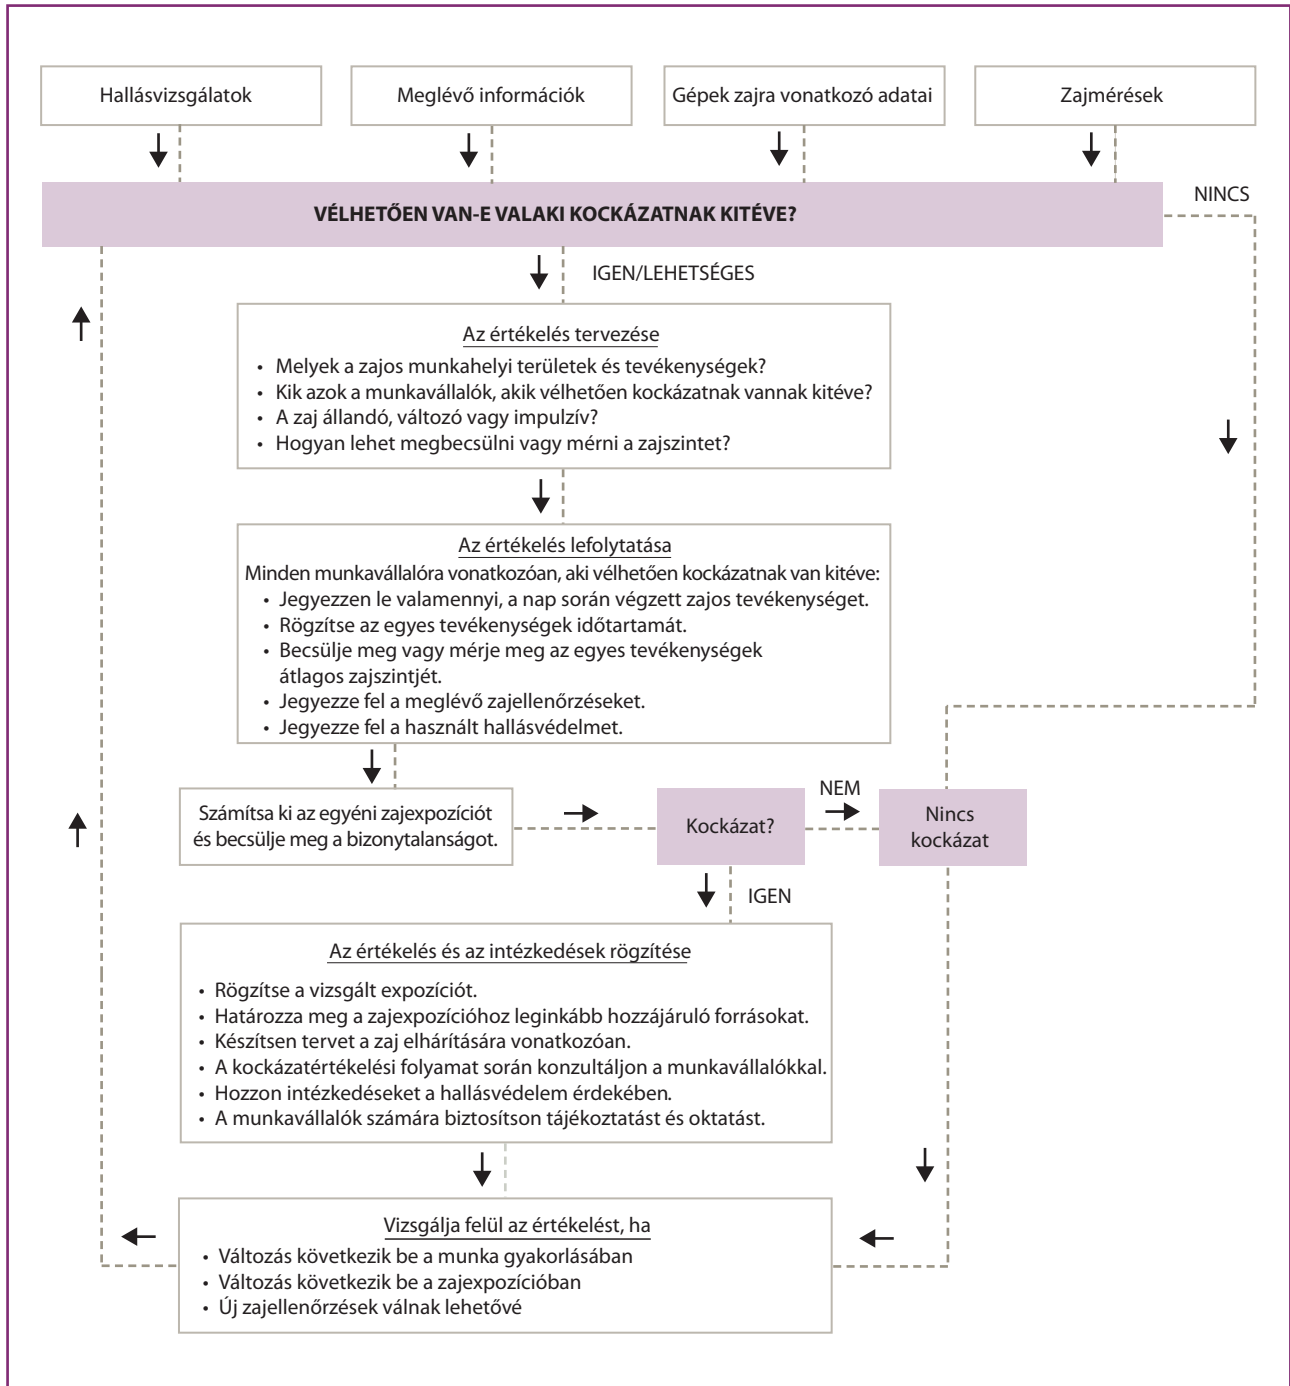 Hallásvizsgálatok
Meglévő információk
Gépek zajra vonatkozó adatai
Zajmérések
VÉLHETŐEN VAN-E VALAKI KOCKÁZATNAK KITÉVE?
NINCS
IGEN/LEHETSÉGES
Az értékelés tervezése
• Melyek a zajos munkahelyi területek és tevékenységek?
• Kik azok a munkavállalók, akik vélhetően kockázatnak vannak kitéve?
• A zaj állandó, változó vagy impulzív?
• Hogyan lehet megbecsülni vagy mérni a zajszintet?
Az értékelés lefolytatása
Minden munkavállalóra vonatkozóan, aki vélhetően kockázatnak van kitéve:
• Jegyezzen le valamennyi, a nap során végzett zajos tevékenységet.
• Rögzítse az egyes tevékenységek időtartamát.
• Becsülje meg vagy mérje meg az egyes tevékenységek
átlagos zajszintjét.
• Jegyezze fel a meglévő zajellenőrzéseket.
• Jegyezze fel a használt hallásvédelmet.
Számítsa ki az egyéni zajexpozíciót
és becsülje meg a bizonytalanságot.
Kockázat?
NEM
Nincs
kockázat
IGEN
Az értékelés és az intézkedések rögzítése
• Rögzítse a vizsgált expozíciót.
• Határozza meg a zajexpozícióhoz leginkább hozzájáruló forrásokat.
• Készítsen tervet a zaj elhárítására vonatkozóan.
• A kockázatértékelési folyamat során konzultáljon a munkavállalókkal.
• Hozzon intézkedéseket a hallásvédelem érdekében.
• A munkavállalók számára biztosítson tájékoztatást és oktatást.
Vizsgálja felül az értékelést, ha
• Változás következik be a munka gyakorlásában
• Változás következik be a zajexpozícióban
• Új zajellenőrzések válnak lehetővé